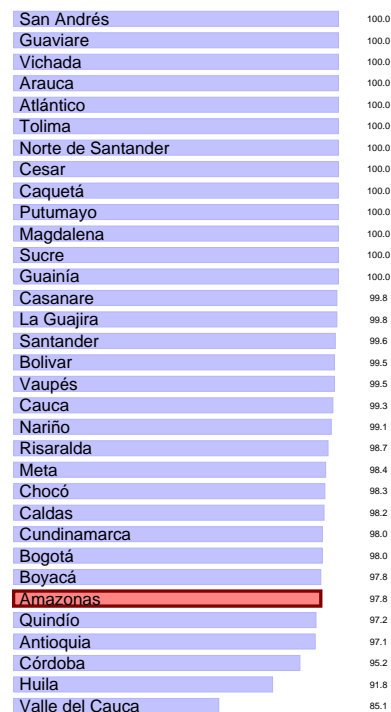 San Andrés 100.0
Guaviare 100.0
Vichada 100.0
Arauca 100.0
Atlántico 100.0
Tolima 100.0
Norte de Santander 100.0
Cesar 100.0
Caquetá 100.0
Putumayo 100.0
Magdalena 100.0
Sucre 100.0
Guainía 100.0
Casanare 99.8
La Guajira 99.8
Santander 99.6
Bolivar 99.5
Vaupés 99.5
Cauca 99.3
Nariño 99.1
Risaralda 98.7
Meta 98.4
Chocó 98.3
Caldas 98.2
Cundinamarca 98.0
Bogotá 98.0
Boyacá 97.8
Amazonas 97.8
Quindío 97.2
Antioquia 97.1
Córdoba 95.2
Huila 91.8
Valle del Cauca 85.1